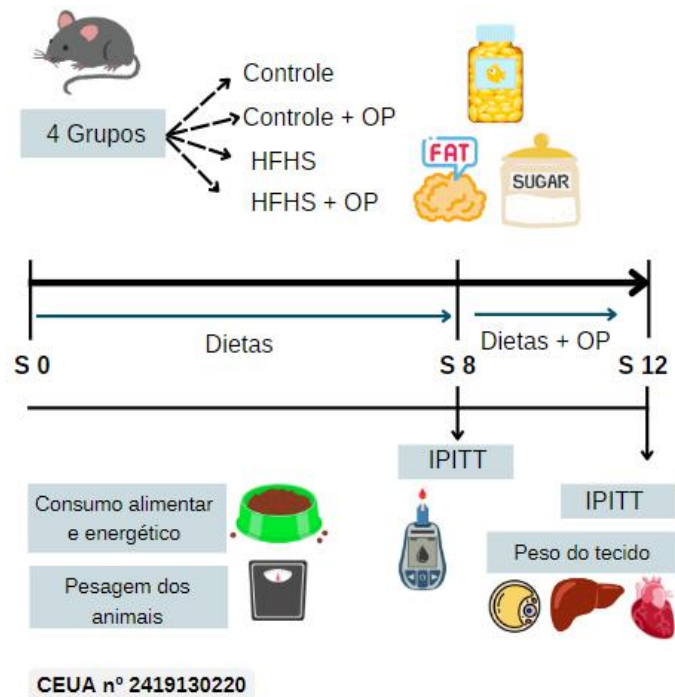 4 Grupos
Controle
Controle + OP
HFHS
HFHS + OP
FAT
SUGAR
Dietas
Dietas + OP
S 0
S 8
S 12
IPITT
IPITT
Consumo alimentar
e energético
Peso do tecido
Pesagem dos
animais
CEUA nº 2419130220